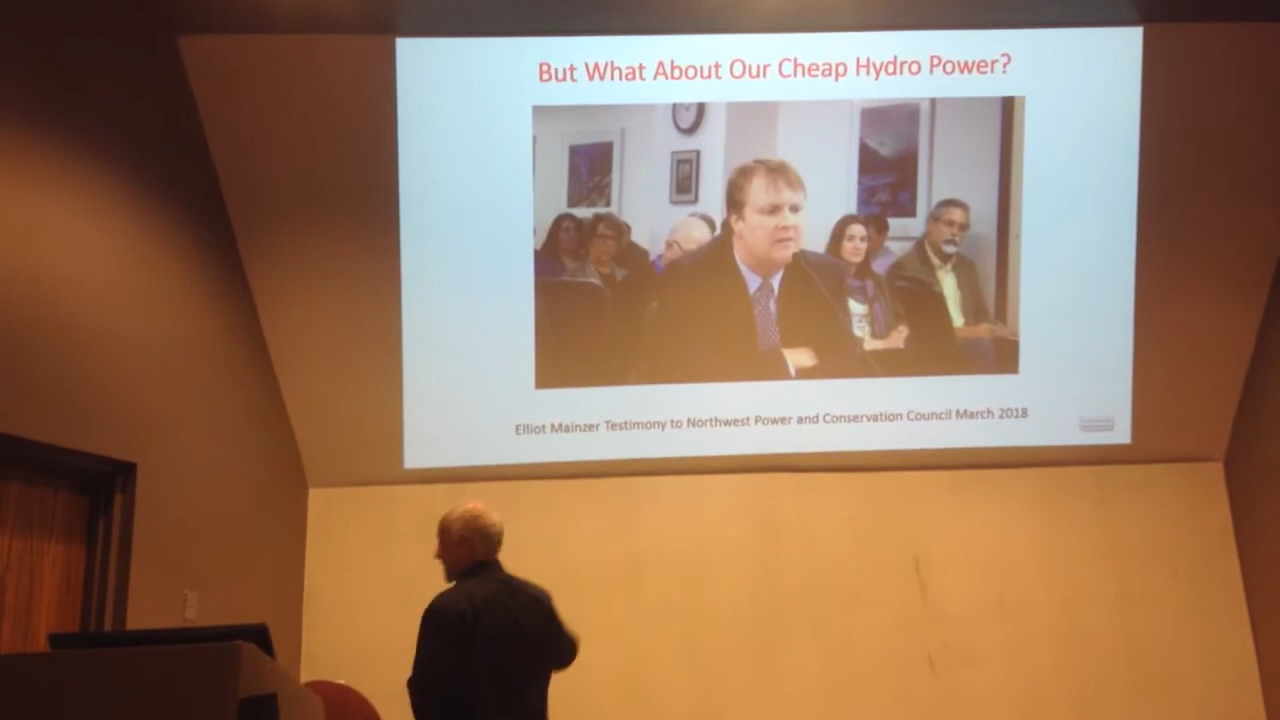 But What About Our Cheap Hydro Power?
Elliot Mainzer Testimony to Northwest Power and Conservation Council March 2018